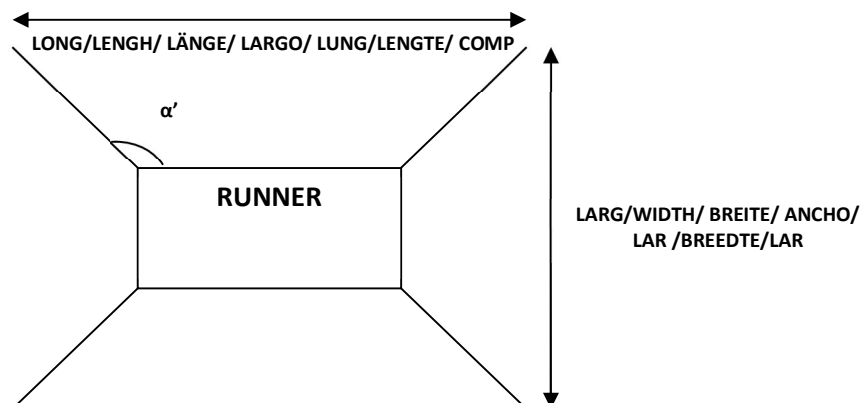 LONG/LENGH/ LÄNGE/ LARGO/ LUNG/LENGTE/ COMP
α’
RUNNER
LARG/WIDTH/ BREITE/ ANCHO/
LAR /BREEDTE/LAR